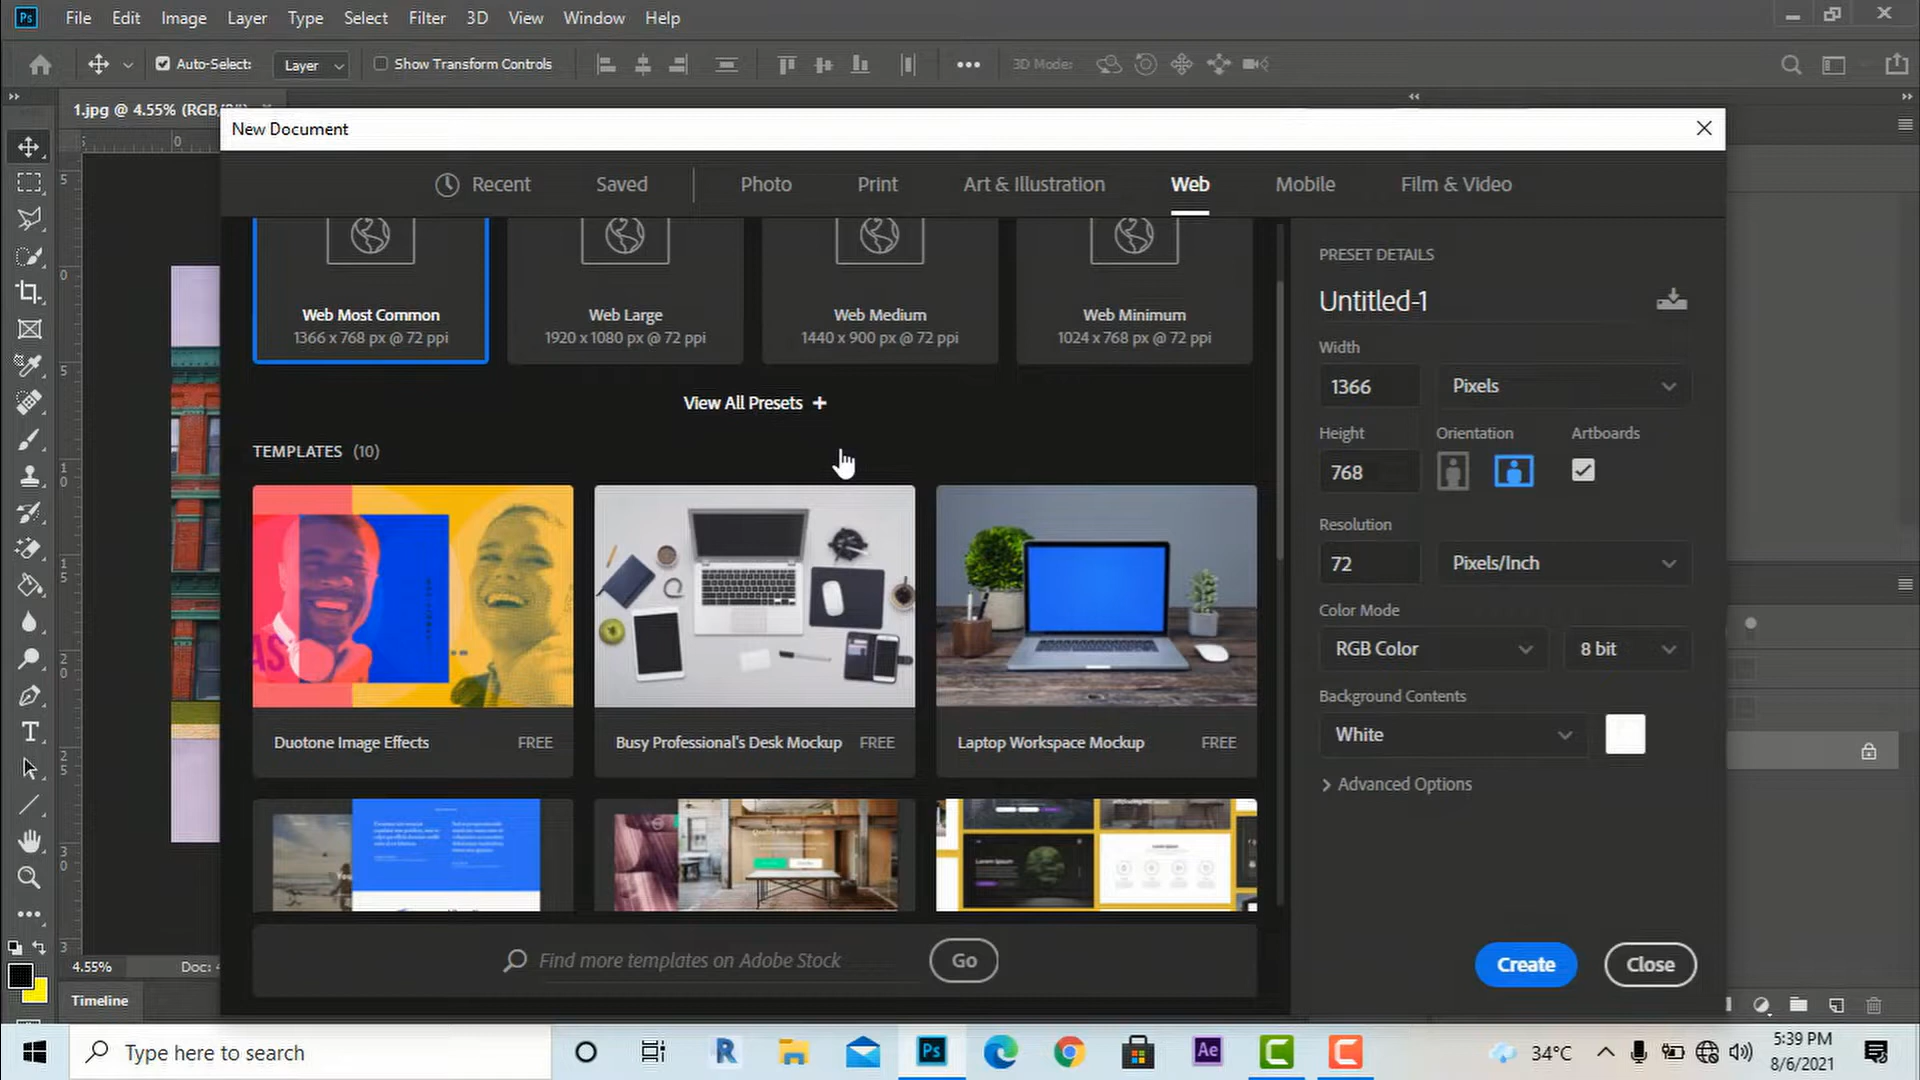 Ps File Edit Image Layer Type Select Filter 3D View Window Help
Auto-Select: Layer Show Transform Controls 3D Mode:
1.jpg @ 4.55% (RGB/8
New Document
Recent Saved Photo Print Art & Illustration Web Mobile Film & Video
Web Most Common
1366 x 768 px @ 72 ppi
Web Large
1920 x 1080 px @ 72 ppi
Web Medium
1440 x 900 px @ 72 ppi
Web Minimum
1024 x 768 px @ 72 ppi
View All Presets +
TEMPLATES (10)
Duotone Image Effects FREE
Busy Professional's Desk Mockup FREE
Laptop Workspace Mockup FREE
Find more templates on Adobe Stock Go
PRESET DETAILS
Untitled-1
Width
1366 Pixels
Height Orientation Artboards
768
Resolution
72 Pixels/Inch
Color Mode
RGB Color 8 bit
Background Contents
White
Advanced Options
Create Close
4.55% Doc:
Timeline
Type here to search
Ps Ae
34°C
5:39 PM
8/6/2021